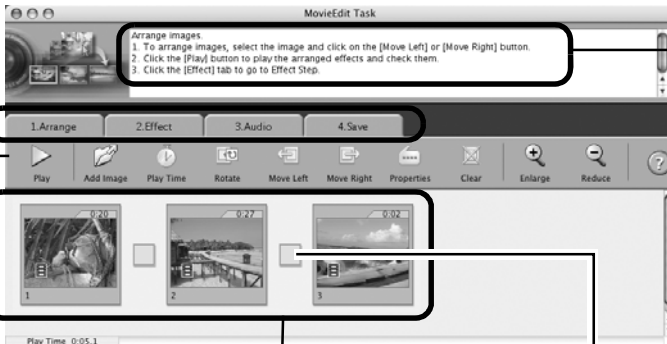 MovieEdit Task
Arrange images.
1. To arrange images, select the image and click on the [Move Left] or [Move Right] button.
2. Click the [Play] button to play the arranged effects and check them.
3. Click the [Effect] tab to go to Effect Step.
1.Arrange 2.Effect 3.Audio 4.Save
Play Add Image Play Time Rotate Move Left Move Right Properties Clear Enlarge Reduce ?
0:20 0:27 0:02
1 2 3
Play Time 0:05.1